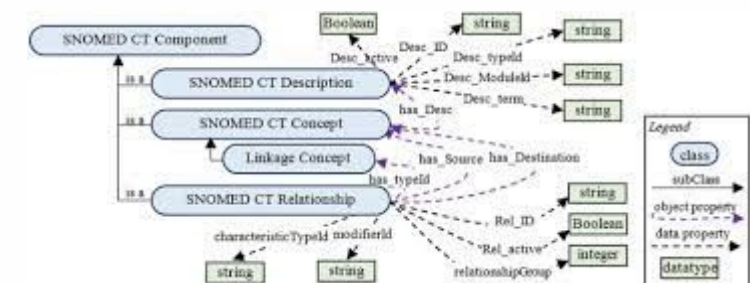 Boolean
string
SNOMED CT Component
Desc_ID
string
Desc_active
Desc_typeId
SNOMED CT Description
Desc_ModuleId
string
is a
Desc_term
string
has_Desc
SNOMED CT Concept
is a
Legend
class
Linkage Concept
has_Source
has_Destination
subClass
has_typeId
string
object property
is a
SNOMED CT Relationship
Rel_ID
Boolean
data property
characteristicTypeId
modifierId
Rel_active
integer
datatype
string
string
relationshipGroup